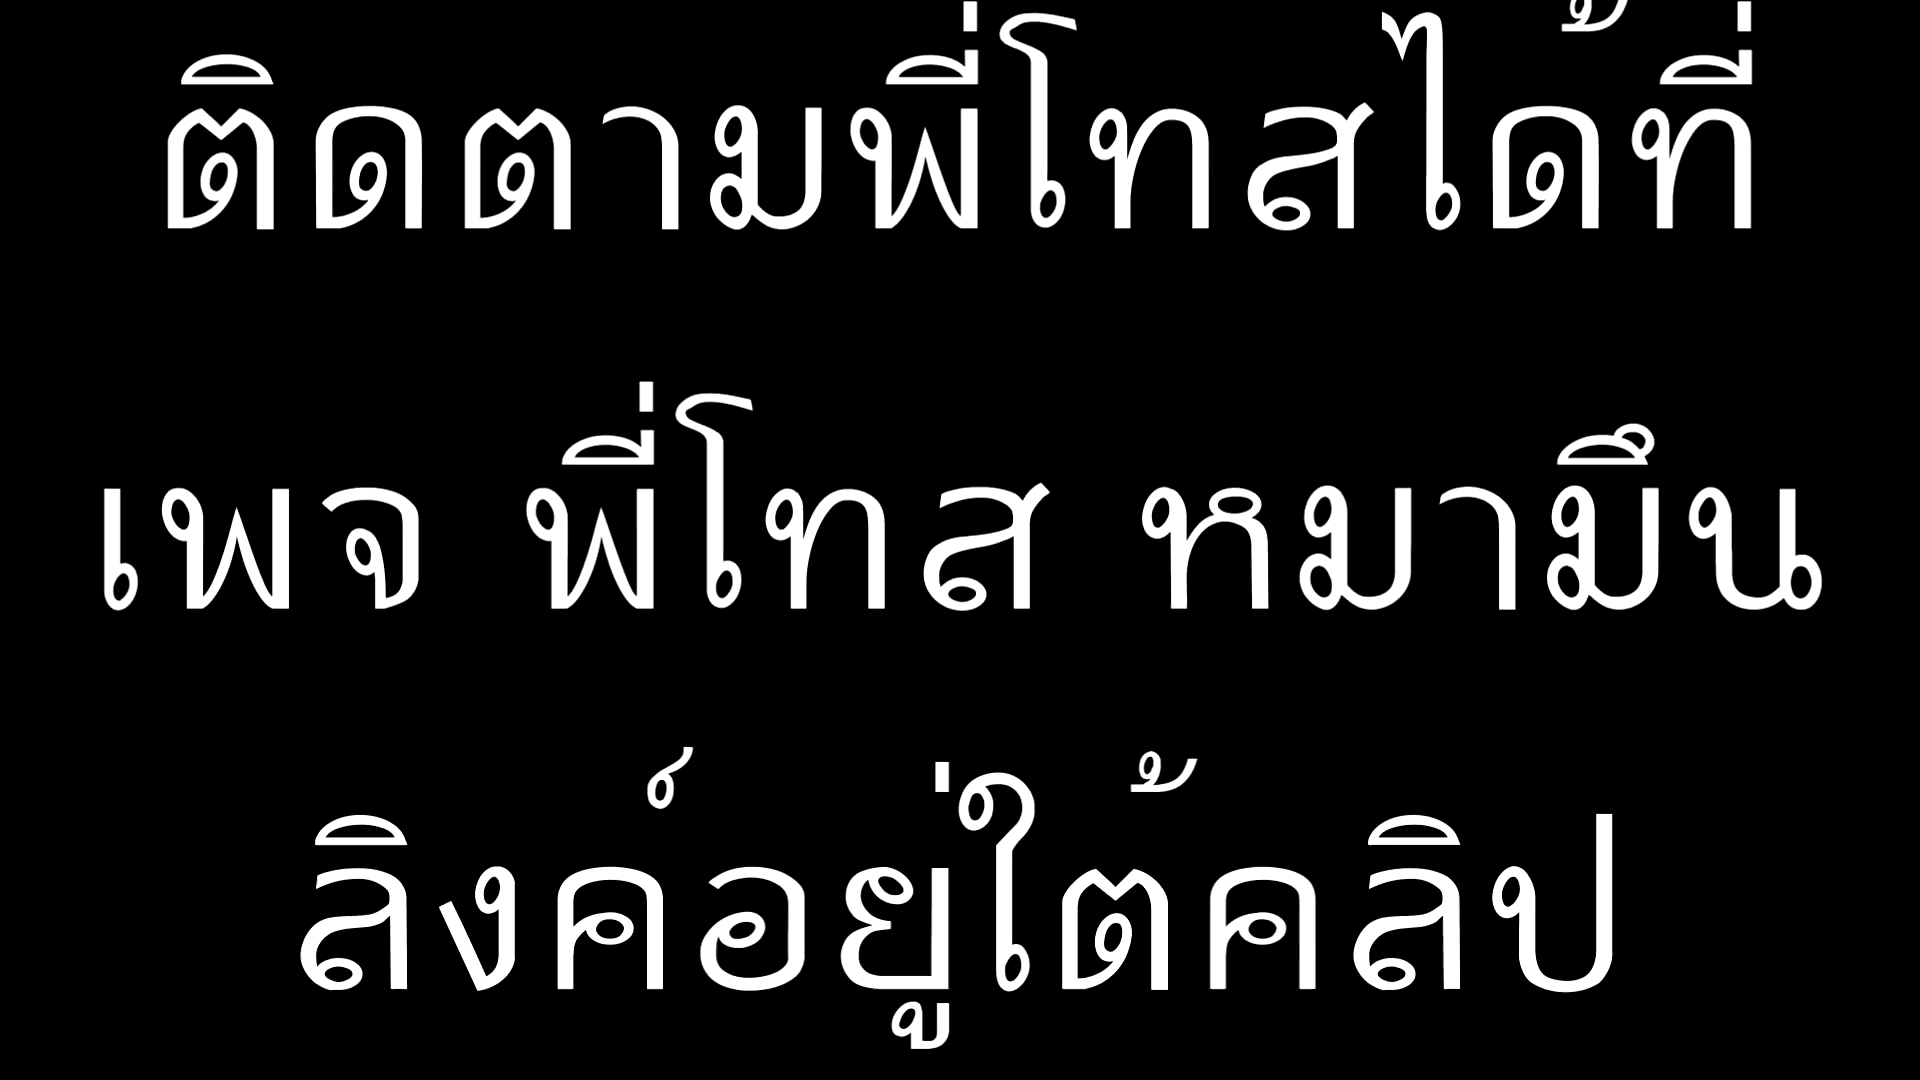 ติดตามพี่โทสได้ที่
เพจ พี่โทส หมามึน
ลิงค์อยู่ใต้คลิป